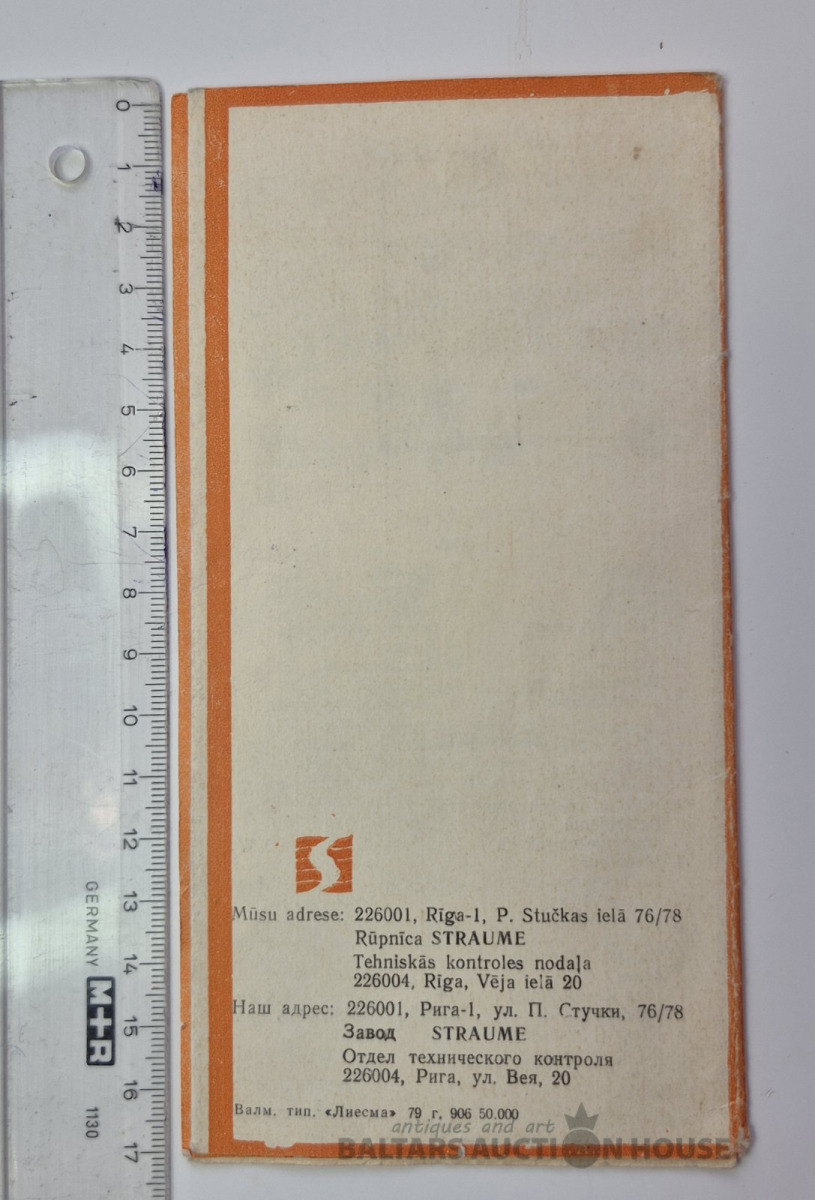 0
1
2
3
4
5
6
7
8
9
10
11
12
13
14
15
16
17
GERMANY M+R 1130
Mūsu adrese: 226001, Rīga-1, P. Stučkas ielā 76/78
Rūpnīca STRAUME
Tehniskās kontroles nodaļa
226004, Rīga, Vēja ielā 20
Наш адрес: 226001, Рига-1, ул. П. Стучки, 76/78
Завод STRAUME
Отдел технического контроля
226004, Рига, ул. Вея, 20
Валм. тип. «Лиесма» 79 г. 906 50.000
antiques and art
BALTARS AUCTION HOUSE